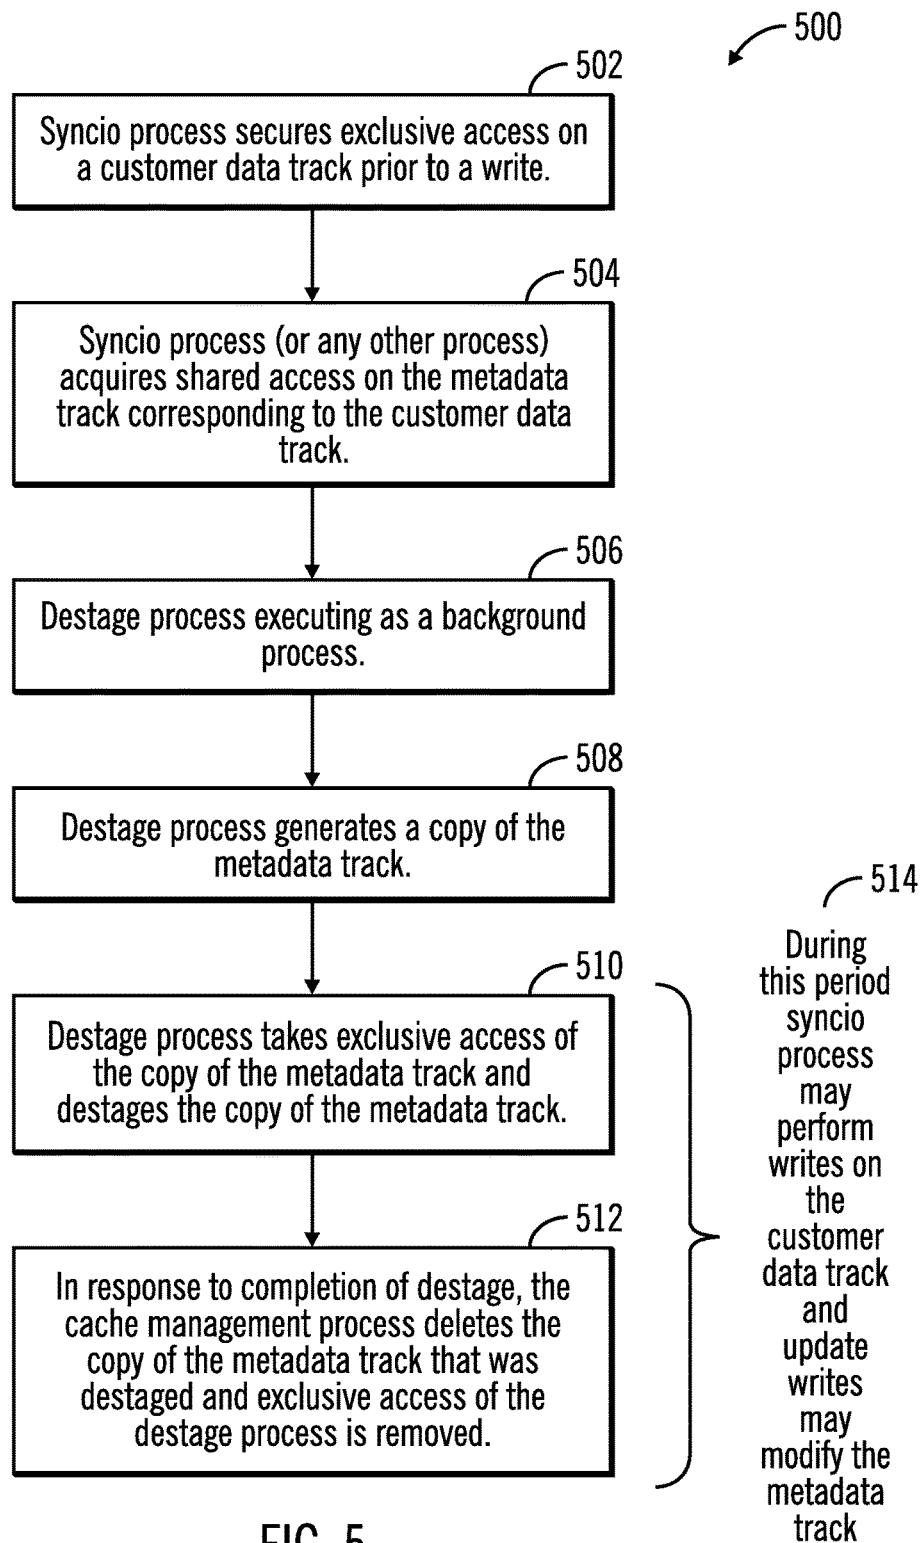 500
502
Syncio process secures exclusive access on
a customer data track prior to a write.
504
Syncio process (or any other process)
acquires shared access on the metadata
track corresponding to the customer data
track.
506
Destage process executing as a background
process.
508
Destage process generates a copy of the
metadata track.
510
Destage process takes exclusive access of
the copy of the metadata track and
destages the copy of the metadata track.
512
In response to completion of destage, the
cache management process deletes the
copy of the metadata track that was
destaged and exclusive access of the
destage process is removed.
514
During
this period
syncio
process
may
perform
writes on
the
customer
data track
and
update
writes
may
modify the
metadata
track
FIG. 5